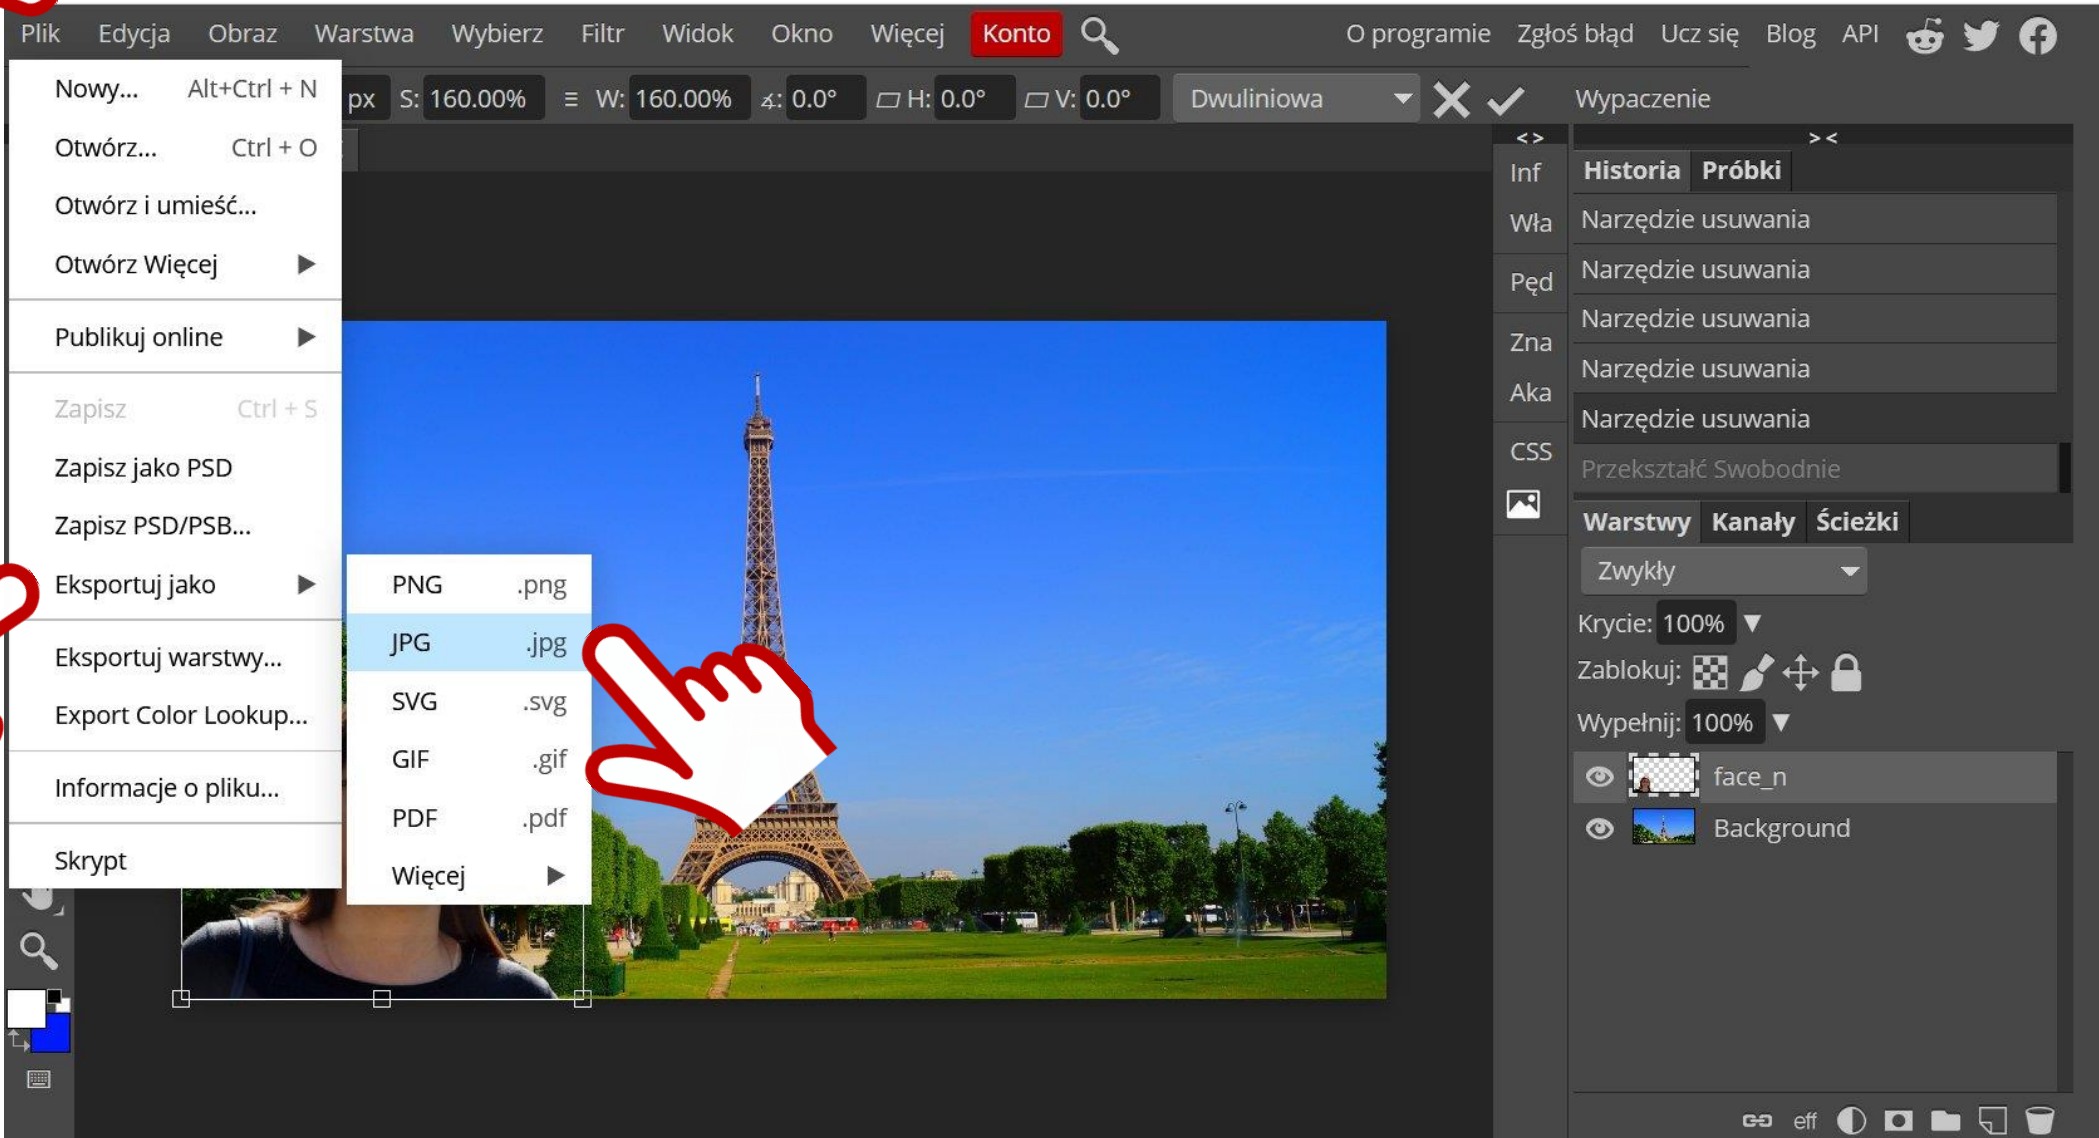 Plik Edycja Obraz Warstwa Wybierz Filtr Widok Okno Więcej Konto O programie Zgłoś błąd Ucz się Blog API
px S: 160.00% W: 160.00% 0.0° H: 0.0° V: 0.0° Dwuliniowa Wypaczenie
Nowy... Alt+Ctrl + N
Otwórz... Ctrl + O
Otwórz i umieść...
Otwórz Więcej
Publikuj online
Zapisz Ctrl + S
Zapisz jako PSD
Zapisz PSD/PSB...
Eksportuj jako
Eksportuj warstwy...
Export Color Lookup...
Informacje o pliku...
Skrypt
PNG .png
JPG .jpg
SVG .svg
GIF .gif
PDF .pdf
Więcej
< >
Inf
Wła
Pęd
Zna
Aka
CSS
> <
Historia Próbki
Narzędzie usuwania
Narzędzie usuwania
Narzędzie usuwania
Narzędzie usuwania
Narzędzie usuwania
Przekształć Swobodnie
Warstwy Kanały Ścieżki
Zwykły
Krycie: 100%
Zablokuj:
Wypełnij: 100%
face_n
Background
eff